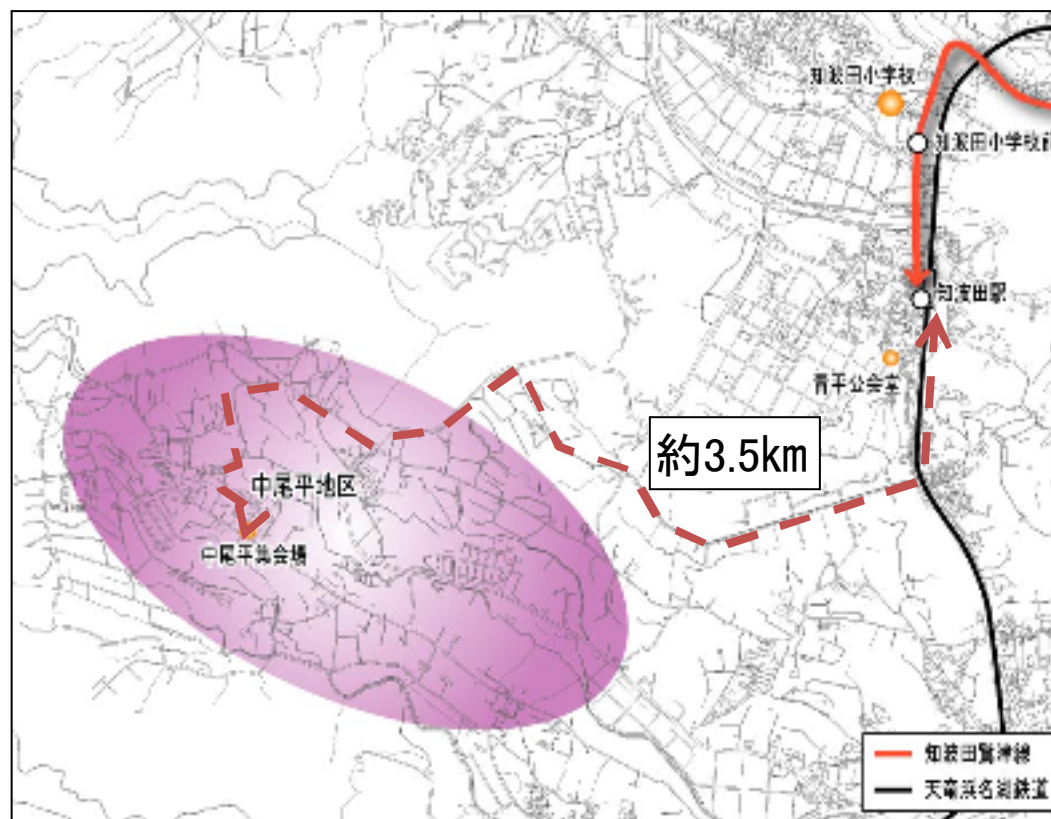 知波田小学校
知波田小学校前
知波田駅
青平公会堂
約3.5km
中尾平地区
中尾平集会場
知波田鷲津線
天竜浜名湖鉄道